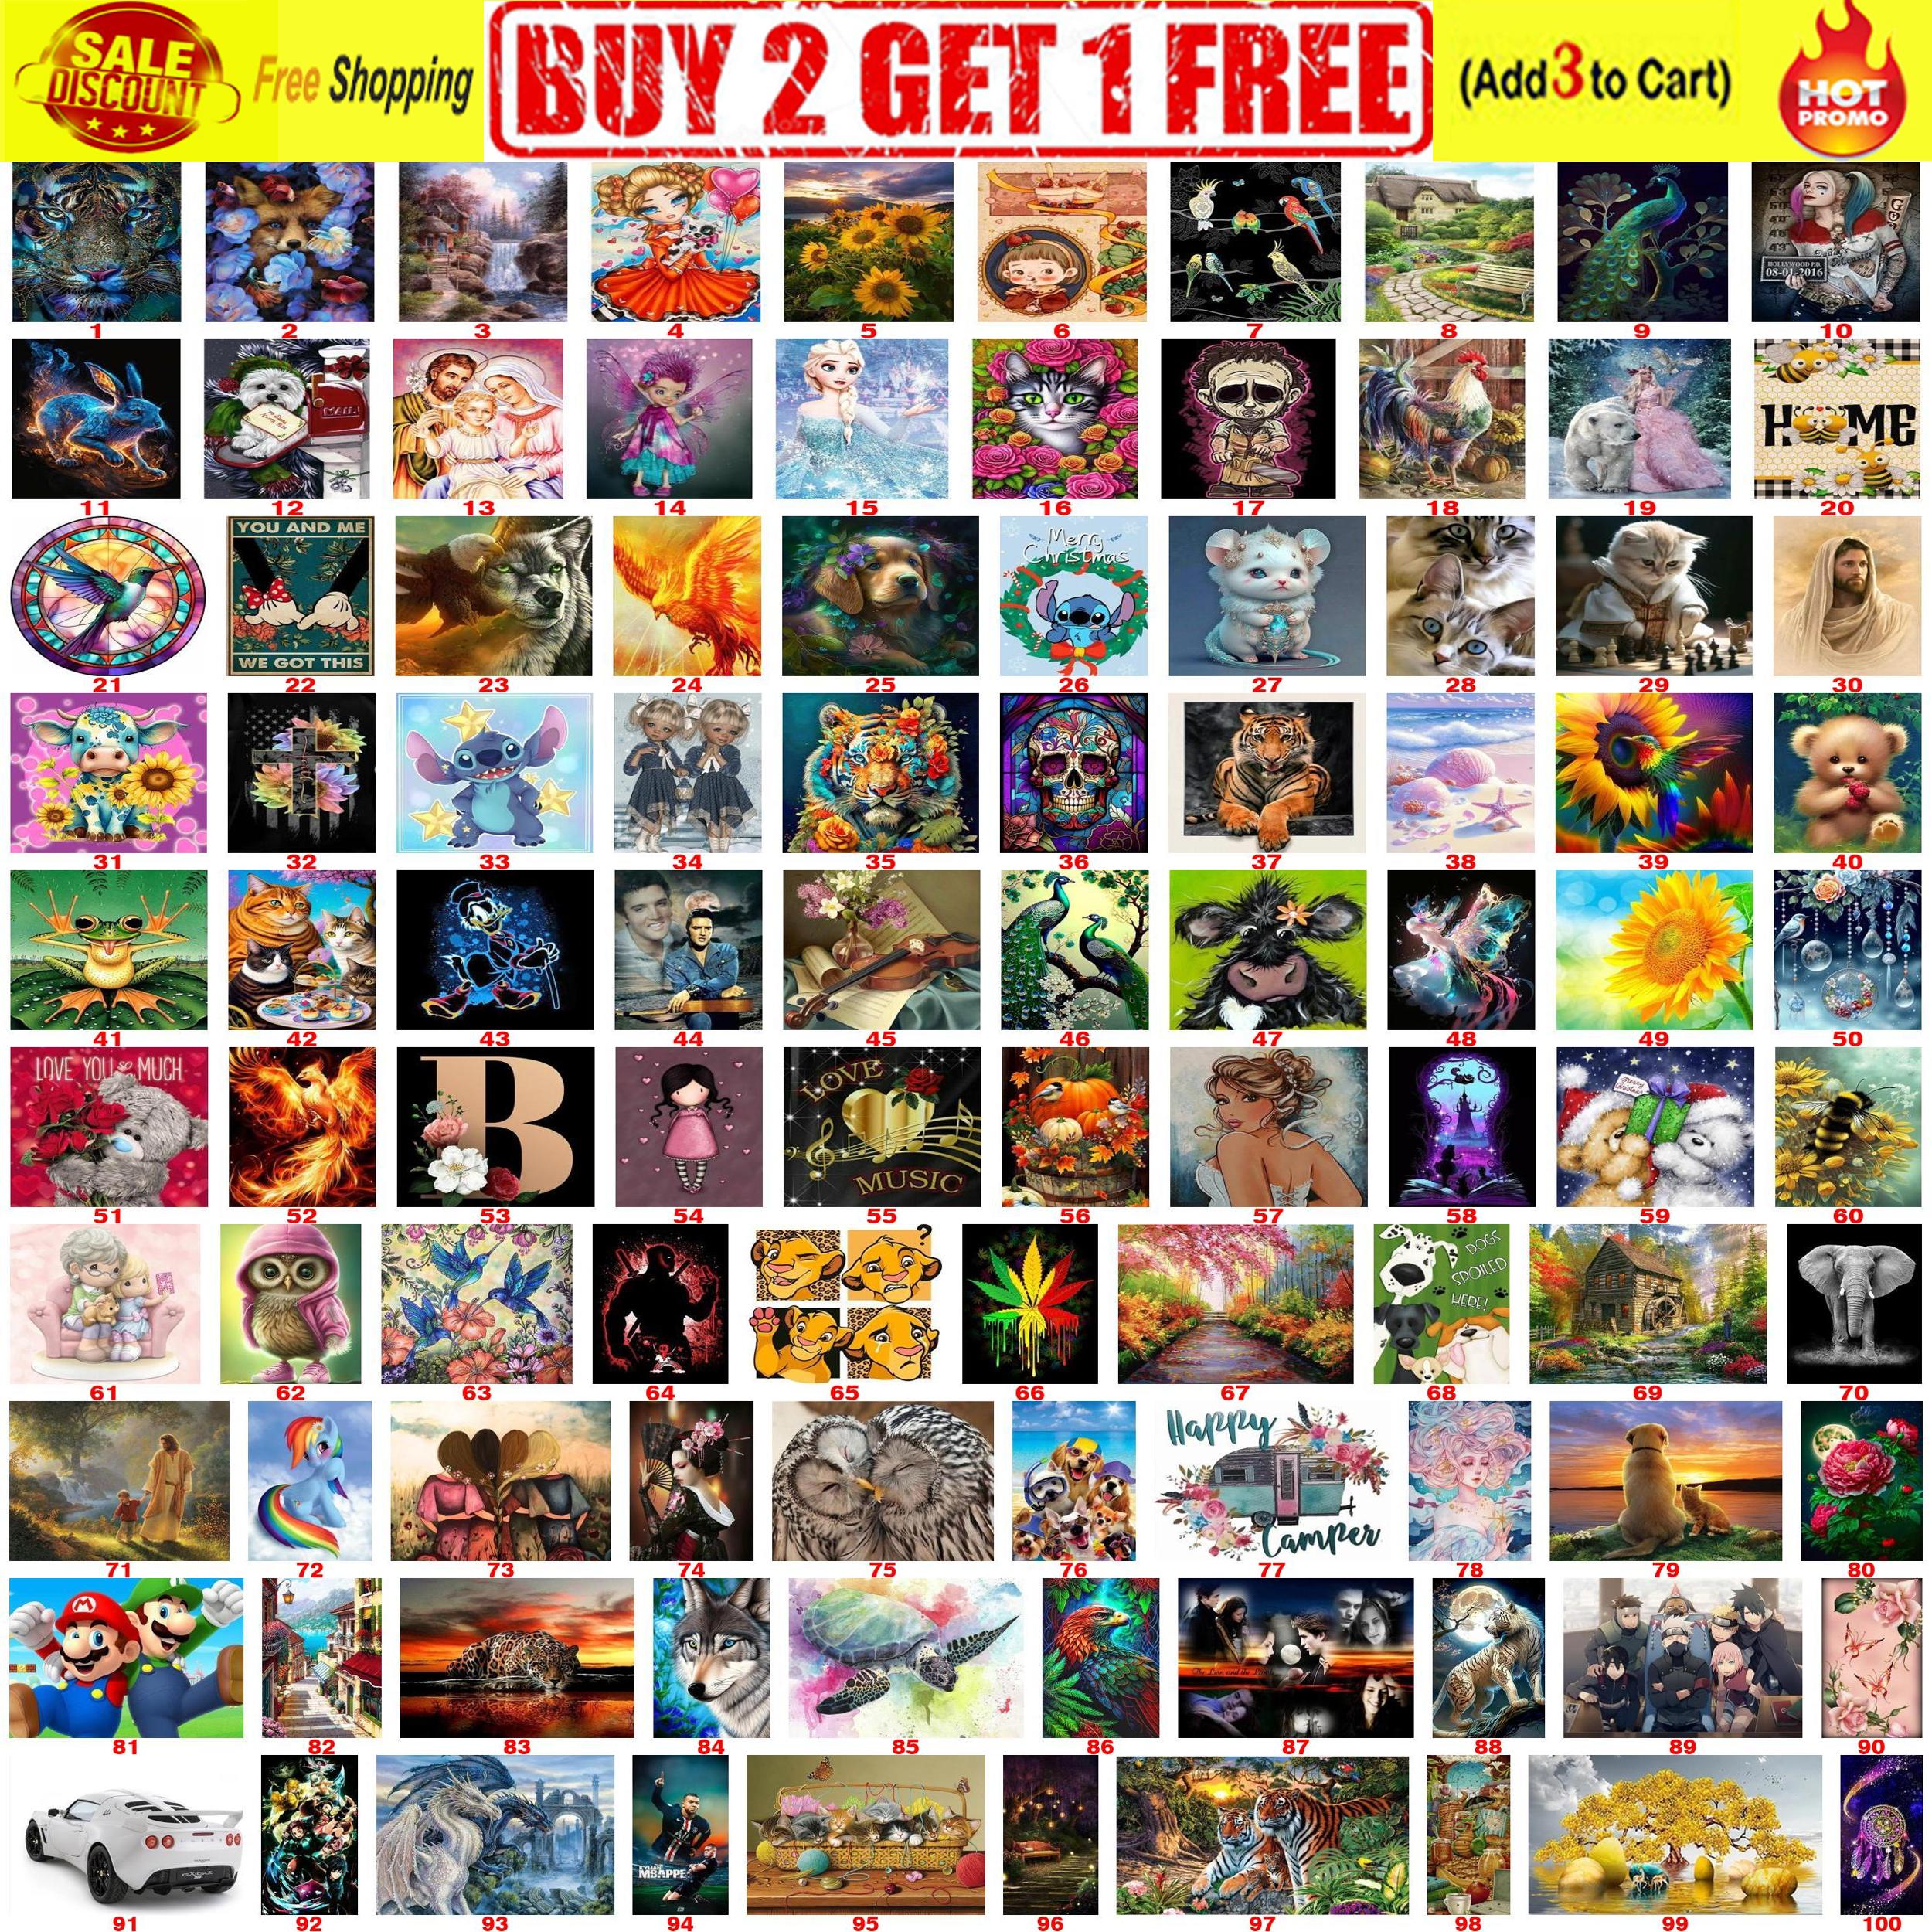 SALE
DISCOUNT
Free Shopping
BUY 2 GET 1 FREE
(Add 3 to Cart)
HOT
PROMO
HOLLYWOOD P.D.
08-01-2016
1 2 3 4 5 6 7 8 9 10
MAIL
HOME
11 12 13 14 15 16 17 18 19 20
YOU AND ME
WE GOT THIS
Merry
Christmas
21 22 23 24 25 26 27 28 29 30
31 32 33 34 35 36 37 38 39 40
41 42 43 44 45 46 47 48 49 50
LOVE YOU MUCH
B
LOVE
MUSIC
51 52 53 54 55 56 57 58 59 60
?
DOGS
SPOILED
HERE!
61 62 63 64 65 66 67 68 69 70
Happy
Camper
71 72 73 74 75 76 77 78 79 80
M
81 82 83 84 85 86 87 88 89 90
MBAPPE
91 92 93 94 95 96 97 98 99 100